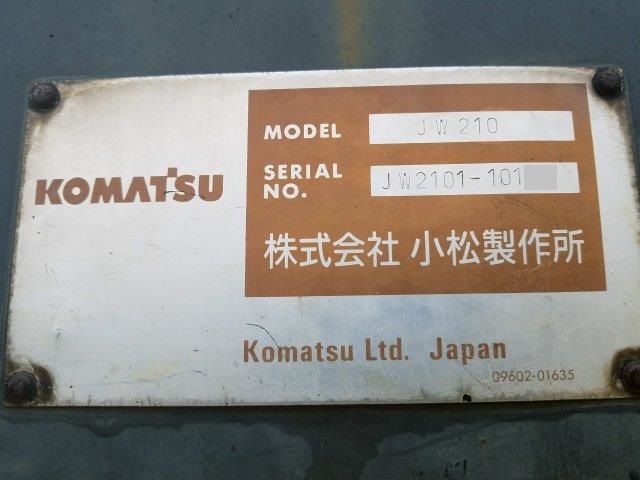 KOMATSU
MODEL JW210
SERIAL NO. JW2101-101
株式会社 小松製作所
Komatsu Ltd. Japan
09602-01635